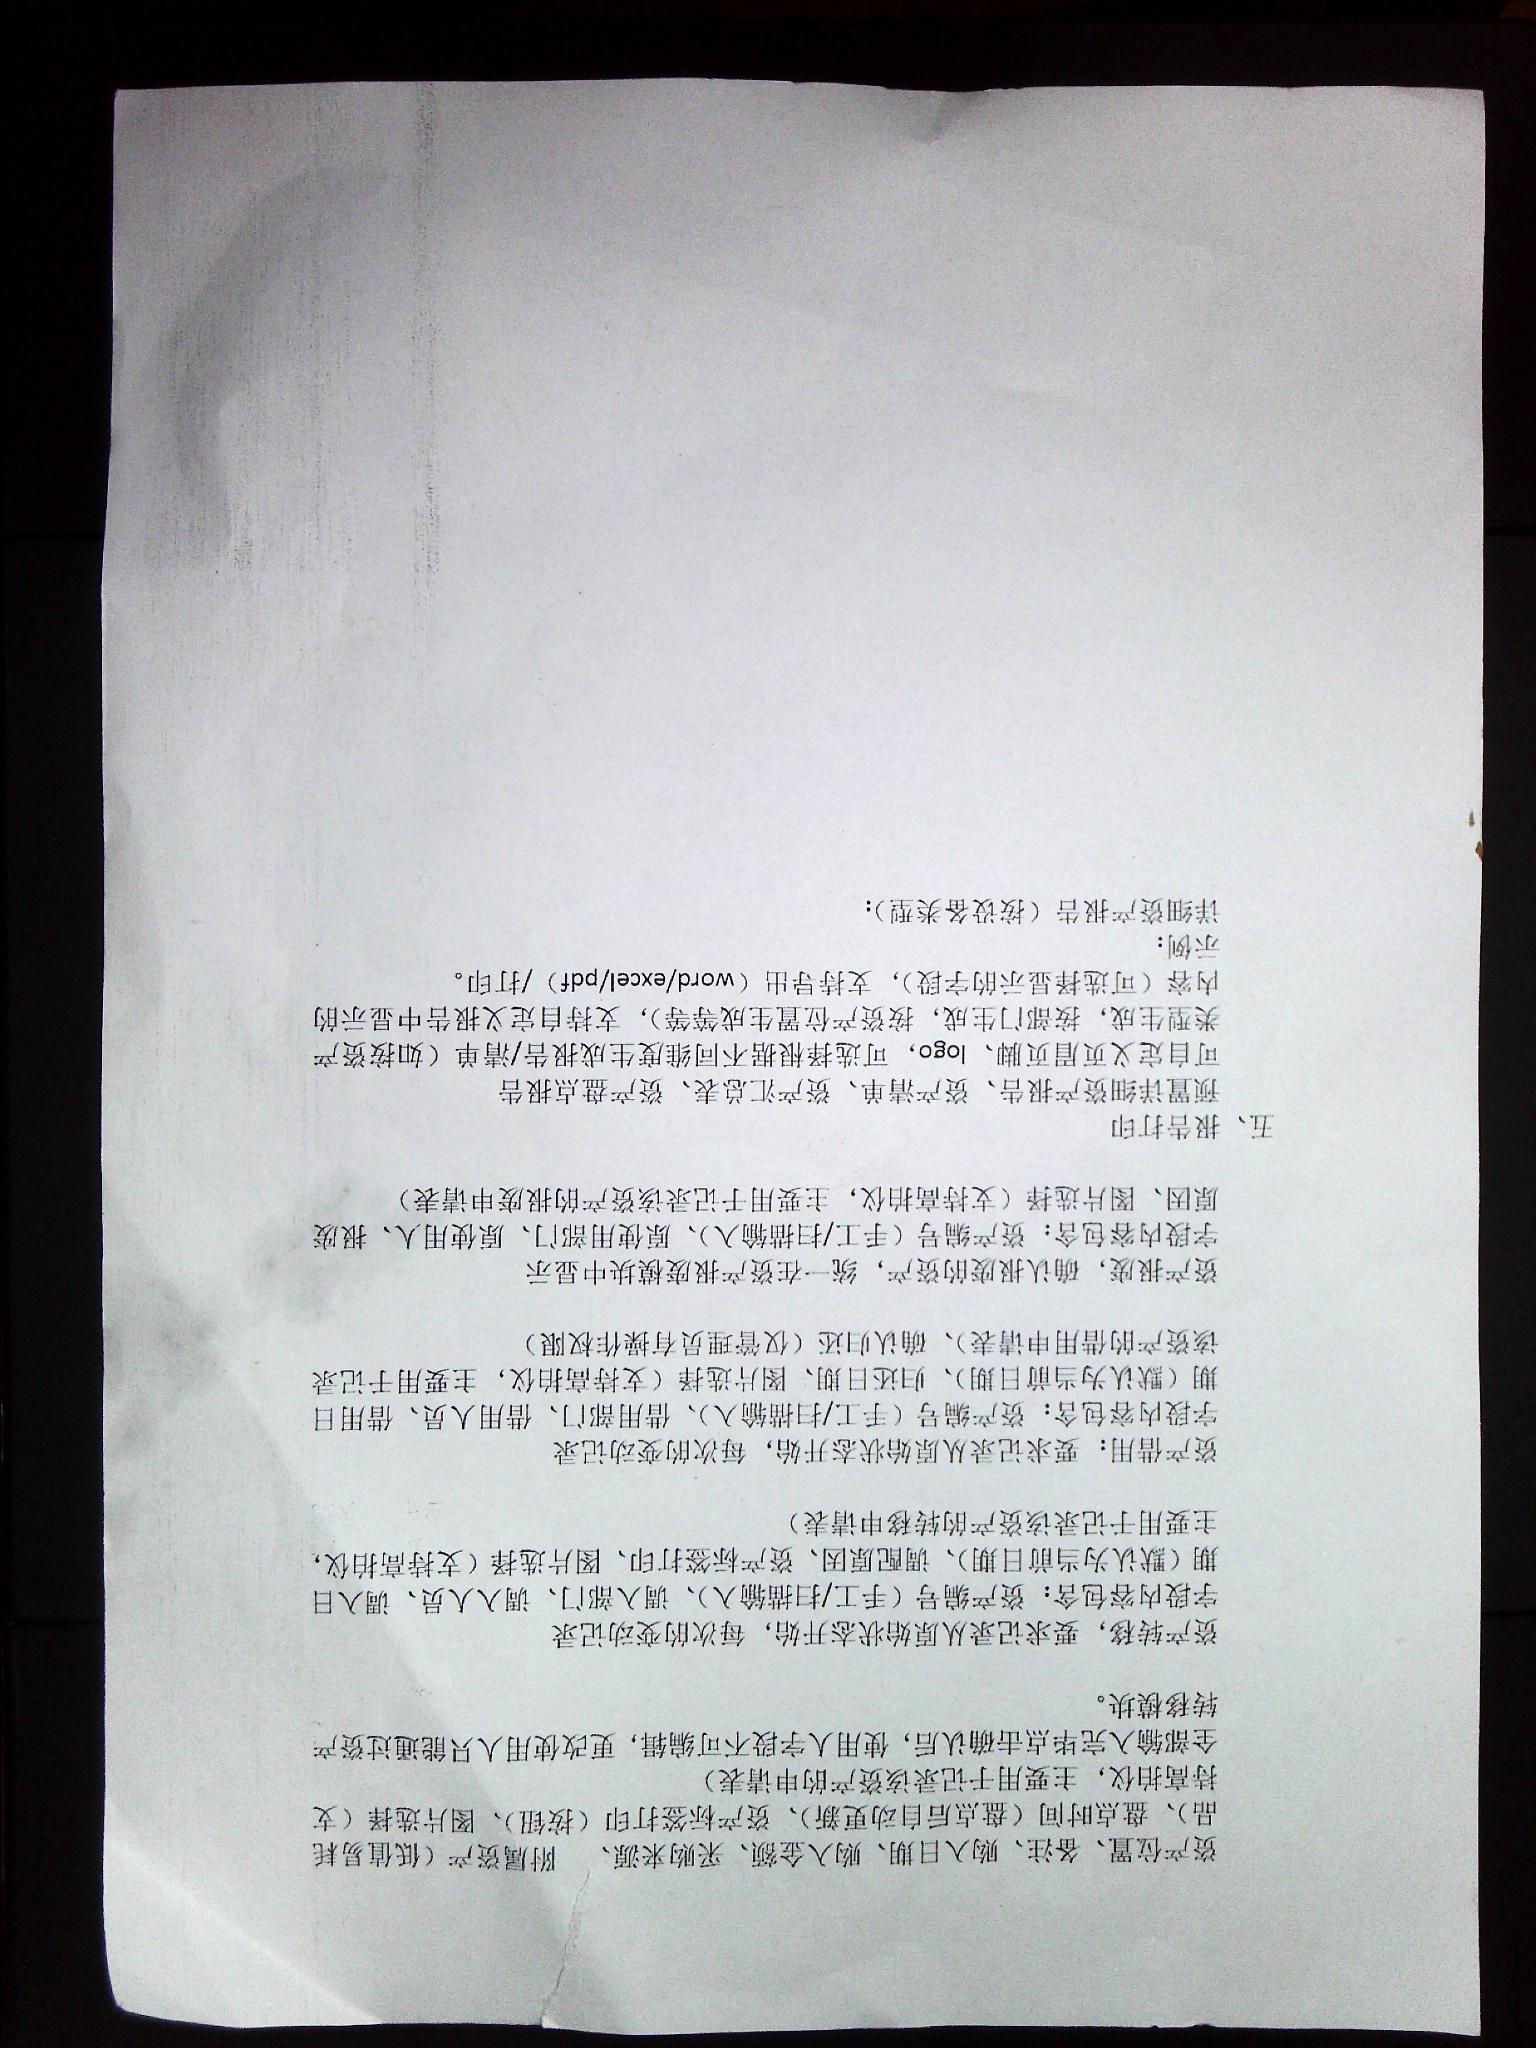 资产位置、备注、购入日期、购入金额、采购来源、 附属资产（低值易耗
品）、盘点时间（盘点后自动更新）、资产标签打印（按钮）、图片选择（支
持高拍仪，主要用于记录该资产的申请表）
全部输入完毕点击确认后，使用人字段不可编辑，更改使用人只能通过资产
转移模块。
资产转移，要求记录从原始状态开始，每次的变动记录
字段内容包含：资产编号（手工/扫描输入）、调入部门、调入人员、调入日
期（默认为当前日期）、调配原因、资产标签打印、图片选择（支持高拍仪，
主要用于记录该资产的转移申请表）
资产借用：要求记录从原始状态开始，每次的变动记录
字段内容包含：资产编号（手工/扫描输入）、借用部门、借用人员、借用日
期（默认为当前日期）、归还日期、图片选择（支持高拍仪，主要用于记录
该资产的借用申请表）、确认归还（仅管理员有操作权限）
资产报废，确认报废的资产，统一在资产报废模块中显示
字段内容包含：资产编号（手工/扫描输入）、原使用部门、原使用人、报废
原因、图片选择（支持高拍仪，主要用于记录该资产的报废申请表）
五、报告打印
预置详细资产报告、资产清单、资产汇总表、资产盘点报告
可自定义页眉页脚、logo，可选择根据不同维度生成报告/清单（如按资产
类型生成，按部门生成，按资产位置生成等等），支持自定义报告中显示的
内容（可选择显示的字段），支持导出（word/excel/pdf）/打印。
示例：
详细资产报告（按设备类型）：